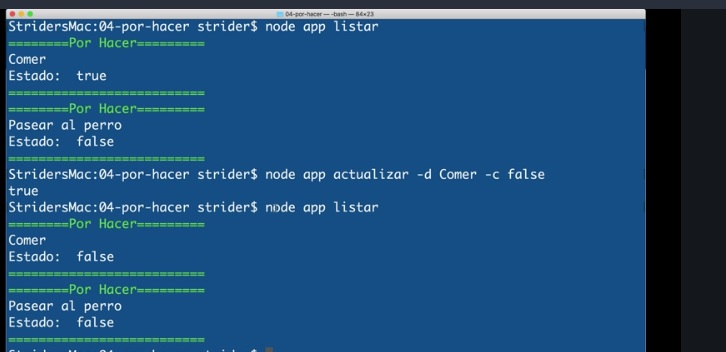 04-por-hacer — -bash — 84×23
StridersMac:04-por-hacer strider$ node app listar
========Por Hacer=========
Comer
Estado:  true
==========================
========Por Hacer=========
Pasear al perro
Estado:  false
==========================
StridersMac:04-por-hacer strider$ node app actualizar -d Comer -c false
true
StridersMac:04-por-hacer strider$ node app listar
========Por Hacer=========
Comer
Estado:  false
==========================
========Por Hacer=========
Pasear al perro
Estado:  false
==========================